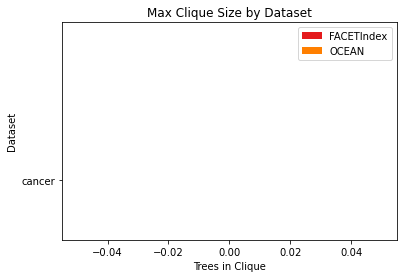 Max Clique Size by Dataset
FACETIndex
OCEAN
Dataset
cancer
−0.04
−0.02
0.00
0.02
0.04
Trees in Clique